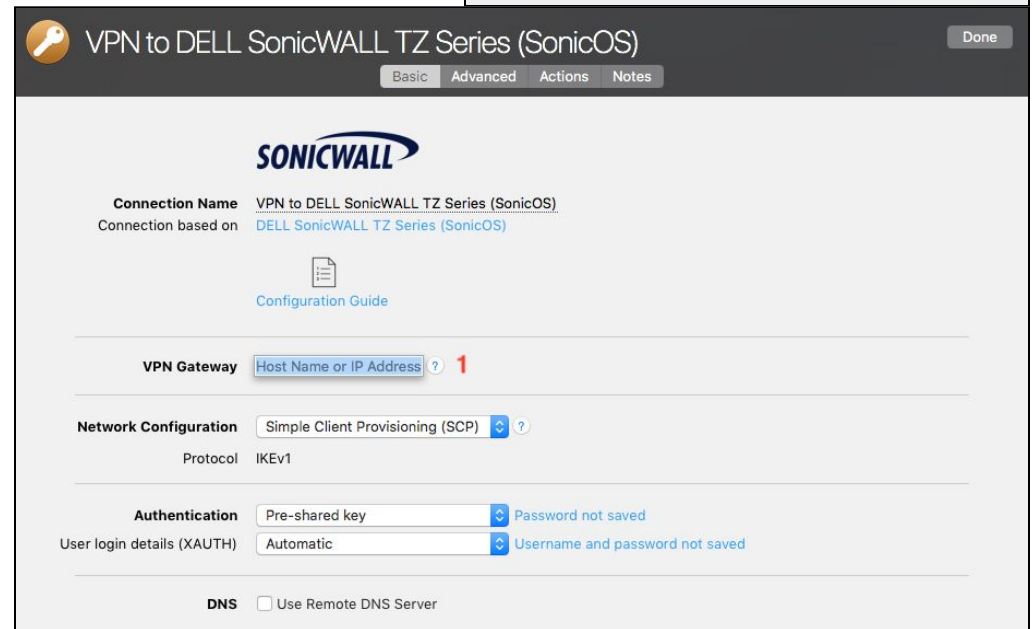 VPN to DELL SonicWALL TZ Series (SonicOS)
Done
Basic Advanced Actions Notes
SONICWALL
Connection Name VPN to DELL SonicWALL TZ Series (SonicOS)
Connection based on DELL SonicWALL TZ Series (SonicOS)
Configuration Guide
VPN Gateway Host Name or IP Address ? 1
Network Configuration Simple Client Provisioning (SCP) ?
Protocol IKEv1
Authentication Pre-shared key Password not saved
User login details (XAUTH) Automatic Username and password not saved
DNS Use Remote DNS Server